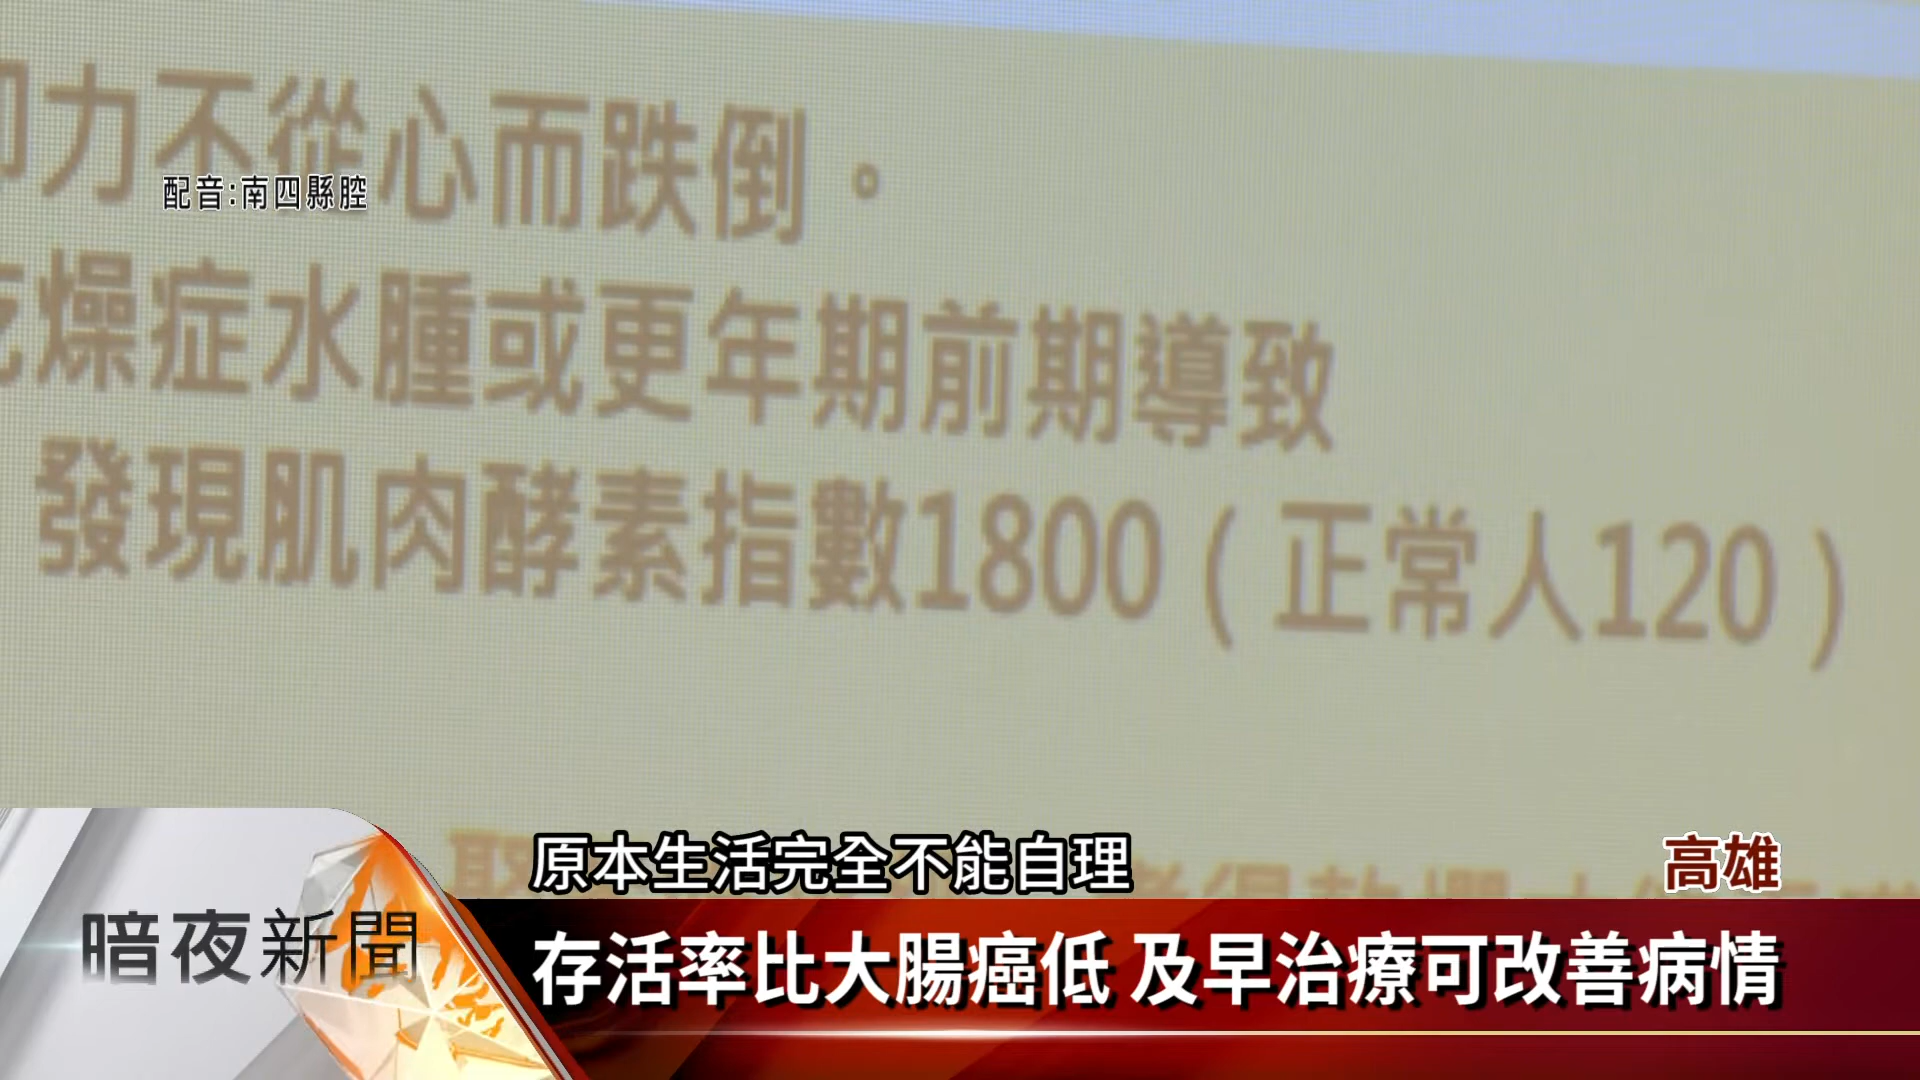 力不從心而跌倒。
配音:南四縣腔
燥症水腫或更年期前期導致
發現肌肉酵素指數1800（正常人120）
原本生活完全不能自理
高雄
暗夜新聞
存活率比大腸癌低 及早治療可改善病情